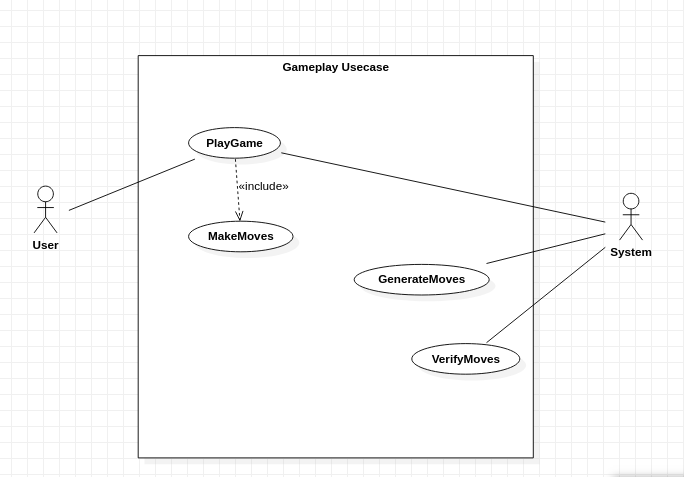 Gameplay Usecase
PlayGame
«include»
MakeMoves
User
System
GenerateMoves
VerifyMoves